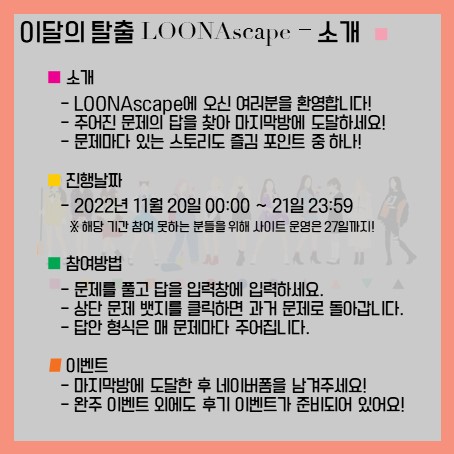 이달의 탈출 LOONAscape – 소개
소개
- LOONAscape에 오신 여러분을 환영합니다!
- 주어진 문제의 답을 찾아 마지막방에 도달하세요!
- 문제마다 있는 스토리도 즐김 포인트 중 하나!
진행날짜
- 2022년 11월 20일 00:00 ~ 21일 23:59
※ 해당 기간 참여 못하는 분들을 위해 사이트 운영은 27일까지!
참여방법
- 문제를 풀고 답을 입력창에 입력하세요.
- 상단 문제 뱃지를 클릭하면 과거 문제로 돌아갑니다.
- 답안 형식은 매 문제마다 주어집니다.
이벤트
- 마지막방에 도달한 후 네이버폼을 남겨주세요!
- 완주 이벤트 외에도 후기 이벤트가 준비되어 있어요!